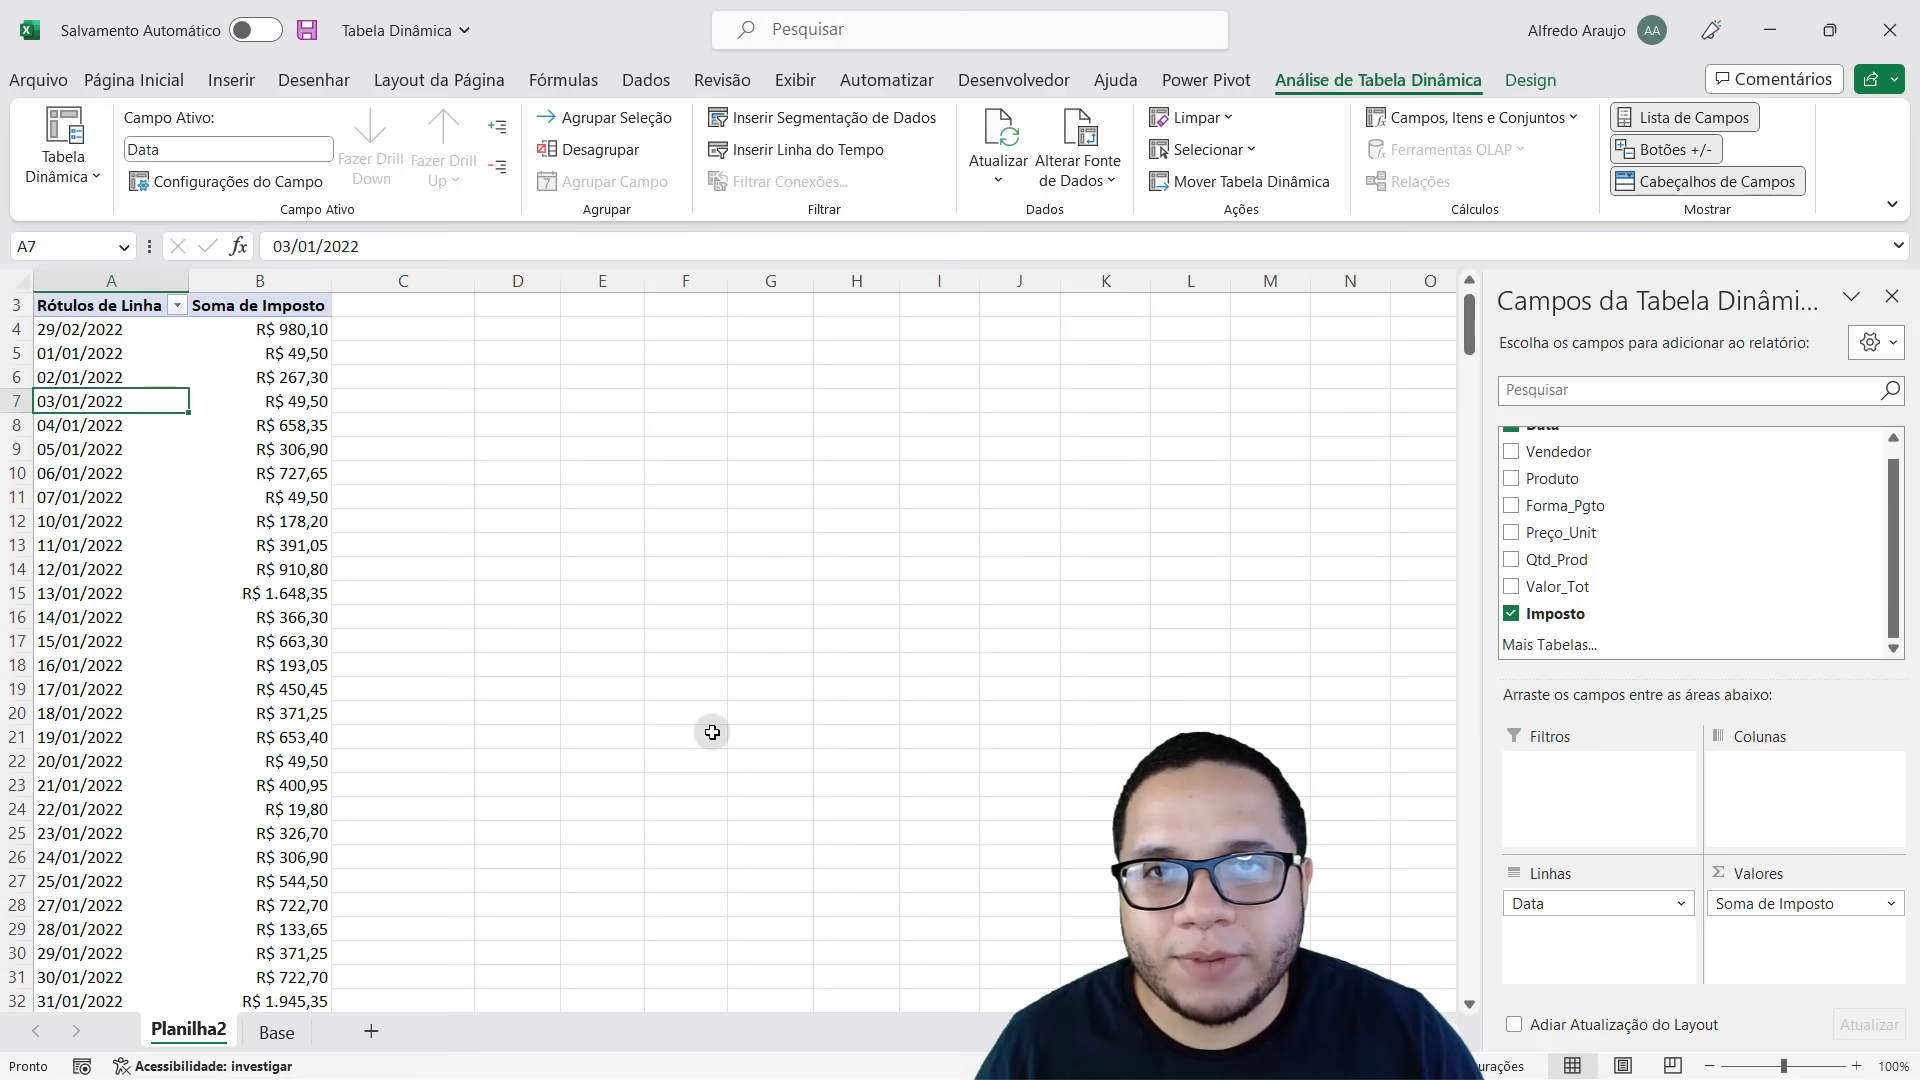 Salvamento Automático
Tabela Dinâmica
Pesquisar
Alfredo Araujo
AA
Arquivo Página Inicial Inserir Desenhar Layout da Página Fórmulas Dados Revisão Exibir Automatizar Desenvolvedor Ajuda Power Pivot Análise de Tabela Dinâmica Design
Comentários
Tabela
Dinâmica
Campo Ativo:
Data
Configurações do Campo
Fazer Drill
Down
Fazer Drill
Up
Campo Ativo
Agrupar Seleção
Desagrupar
Agrupar Campo
Agrupar
Inserir Segmentação de Dados
Inserir Linha do Tempo
Filtrar Conexões...
Filtrar
Atualizar
Alterar Fonte
de Dados
Dados
Limpar
Selecionar
Mover Tabela Dinâmica
Ações
Campos, Itens e Conjuntos
Ferramentas OLAP
Relações
Cálculos
Lista de Campos
Botões +/-
Cabeçalhos de Campos
Mostrar
A7
fx
03/01/2022
A B C D E F G H I J K L M N O
3 Rótulos de Linha Soma de Imposto
4 29/02/2022 R$ 980,10
5 01/01/2022 R$ 49,50
6 02/01/2022 R$ 267,30
7 03/01/2022 R$ 49,50
8 04/01/2022 R$ 658,35
9 05/01/2022 R$ 306,90
10 06/01/2022 R$ 727,65
11 07/01/2022 R$ 49,50
12 10/01/2022 R$ 178,20
13 11/01/2022 R$ 391,05
14 12/01/2022 R$ 910,80
15 13/01/2022 R$ 1.648,35
16 14/01/2022 R$ 366,30
17 15/01/2022 R$ 663,30
18 16/01/2022 R$ 193,05
19 17/01/2022 R$ 450,45
20 18/01/2022 R$ 371,25
21 19/01/2022 R$ 653,40
22 20/01/2022 R$ 49,50
23 21/01/2022 R$ 400,95
24 22/01/2022 R$ 19,80
25 23/01/2022 R$ 326,70
26 24/01/2022 R$ 306,90
27 25/01/2022 R$ 544,50
28 27/01/2022 R$ 722,70
29 28/01/2022 R$ 133,65
30 29/01/2022 R$ 371,25
31 30/01/2022 R$ 722,70
32 31/01/2022 R$ 1.945,35
Planilha2
Base
Pronto
Acessibilidade: investigar
urações
100%
Campos da Tabela Dinâmi...
Escolha os campos para adicionar ao relatório:
Pesquisar
Data
Vendedor
Produto
Forma_Pgto
Preço_Unit
Qtd_Prod
Valor_Tot
Imposto
Mais Tabelas...
Arraste os campos entre as áreas abaixo:
Filtros
Colunas
Linhas
Valores
Data
Soma de Imposto
Adiar Atualização do Layout
Atualizar